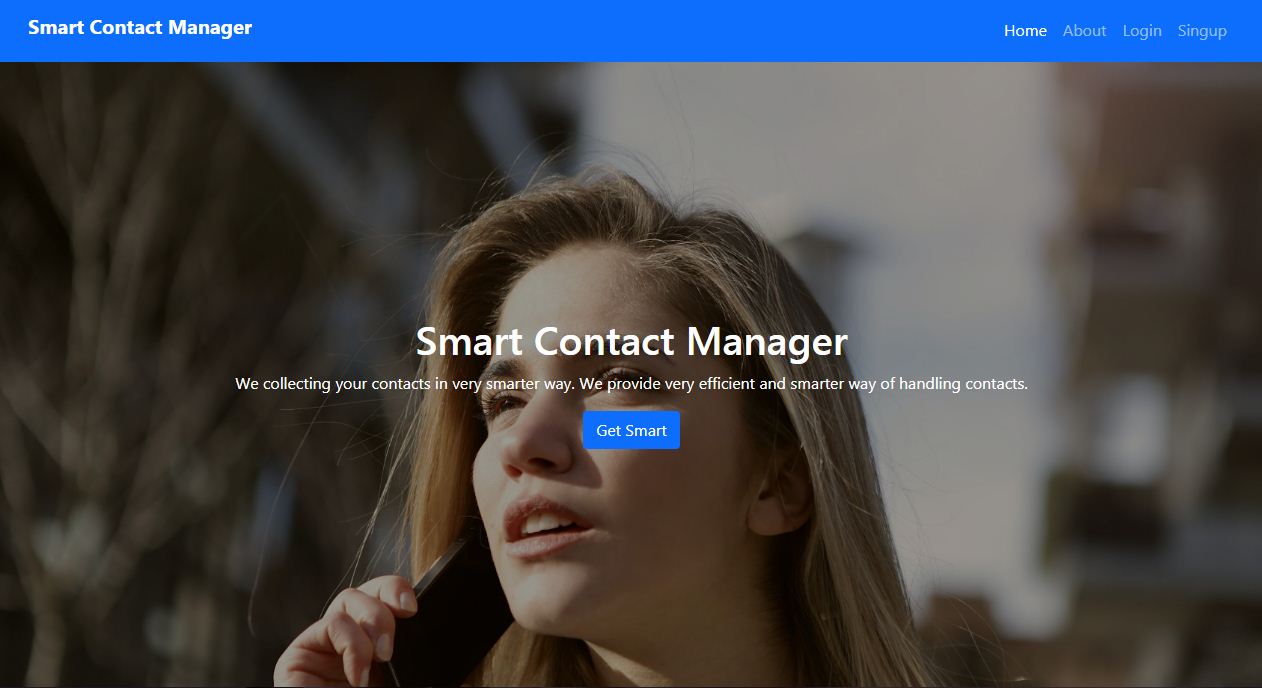 Smart Contact Manager
Home About Login Singup
Smart Contact Manager
We collecting your contacts in very smarter way. We provide very efficient and smarter way of handling contacts.
Get Smart